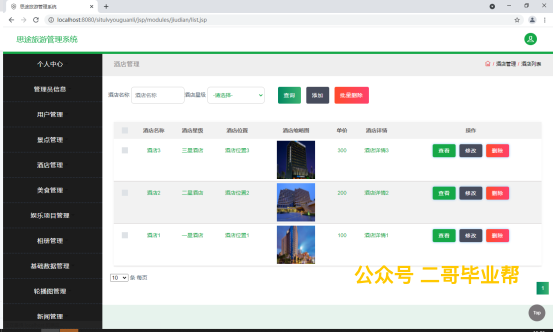 思途旅游管理系统
localhost:8080/situlvyouguanli/jsp/modules/jiudian/list.jsp
思途旅游管理系统
个人中心
管理员信息
用户管理
景点管理
酒店管理
美食管理
娱乐项目管理
相册管理
基础数据管理
轮播图管理
新闻管理
酒店管理
/ 酒店管理 / 酒店列表
酒店名称 酒店名称 酒店星级 -请选择- 查询 添加 批量删除
酒店名称 酒店星级 酒店位置 酒店缩略图 单价 酒店详情 操作
酒店3 三星酒店 酒店位置3 300 酒店详情3 查看 修改 删除
酒店2 二星酒店 酒店位置2 200 酒店详情2 查看 修改 删除
酒店1 一星酒店 酒店位置1 100 酒店详情1 查看 修改 删除
10 条 每页
公众号 二哥毕业帮
1
Top